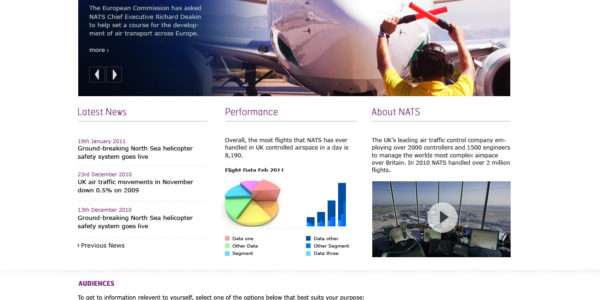 The European Commission has asked
NATS Chief Executive Richard Deakin
to help set a course for the develop-
ment of air transport across Europe.
more ›
Latest News
19th January 2011
Ground-breaking North Sea helicopter
safety system goes live
23rd December 2010
UK air traffic movements in November
down 0.5% on 2009
13th December 2010
Ground-breaking North Sea helicopter
safety system goes live
Previous News
Performance
Overall, the most flights that NATS has ever
handled in UK controlled airspace in a day is
8,190.
Flight Data Feb 2011
Data one
Other Data
Segment
Data other
Other Segment
Data three
About NATS
The UK's leading air traffic control company em-
ploying over 2000 controllers and 1500 engineers
to manage the worlds most complex airspace
over Britain. In 2010 NATS handled over 2 million
flights.
AUDIENCES
To get to information relevent to yourself, select one of the options below that best suits your purpose: